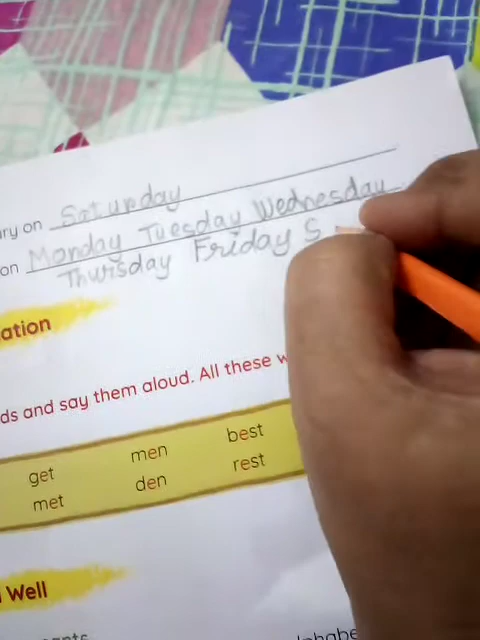 ry on Saturday
on Monday Tuesday Wednesday
Thursday Friday S
ation
ds and say them aloud. All these w
get men best
met den rest
Well